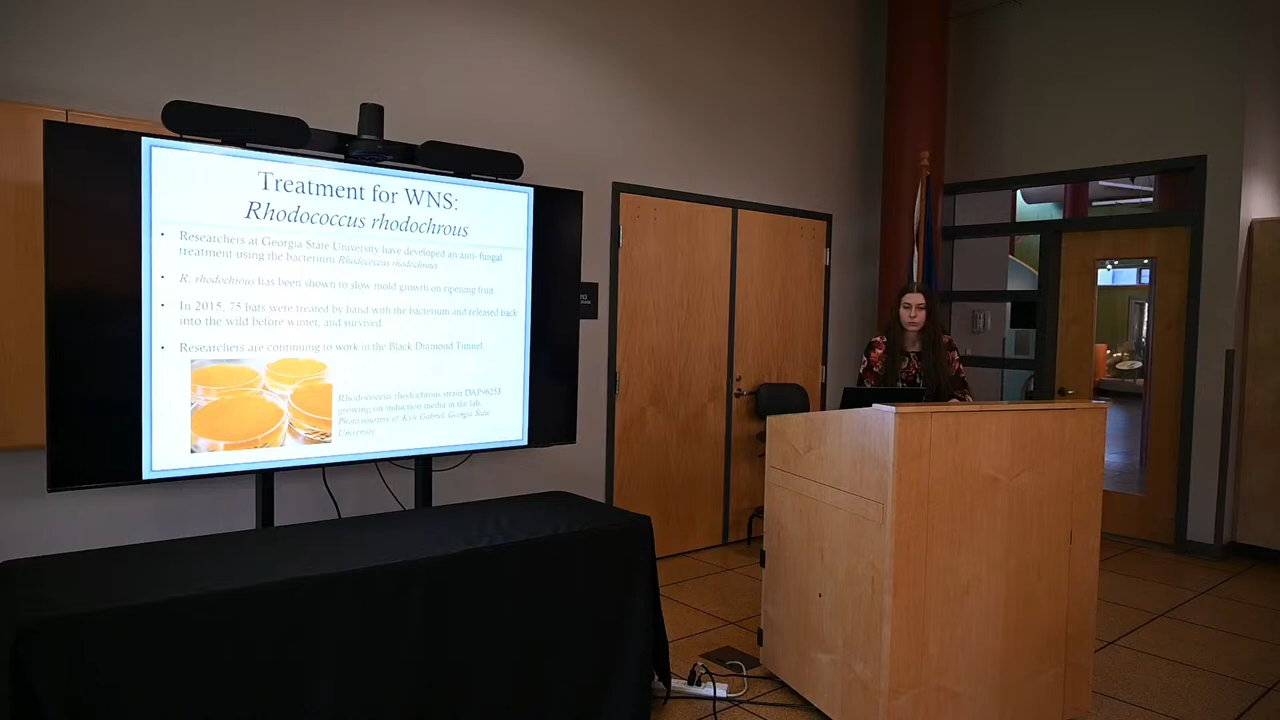 Treatment for WNS:
Rhodococcus rhodochrous
• Researchers at Georgia State University have developed an anti-fungal
treatment using the bacterium Rhodococcus rhodochrous
• R. rhodochrous has been shown to slow mold growth on ripening fruit
• In 2015, 75 bats were treated by hand with the bacterium and released back
into the wild before winter, and survived
• Researchers are continuing to work in the Black Diamond Tunnel.
Rhodococcus rhodochrous strain DAP96253
growing on induction media in the lab.
Photo courtesy of Kyle Gabriel, Georgia State
University.